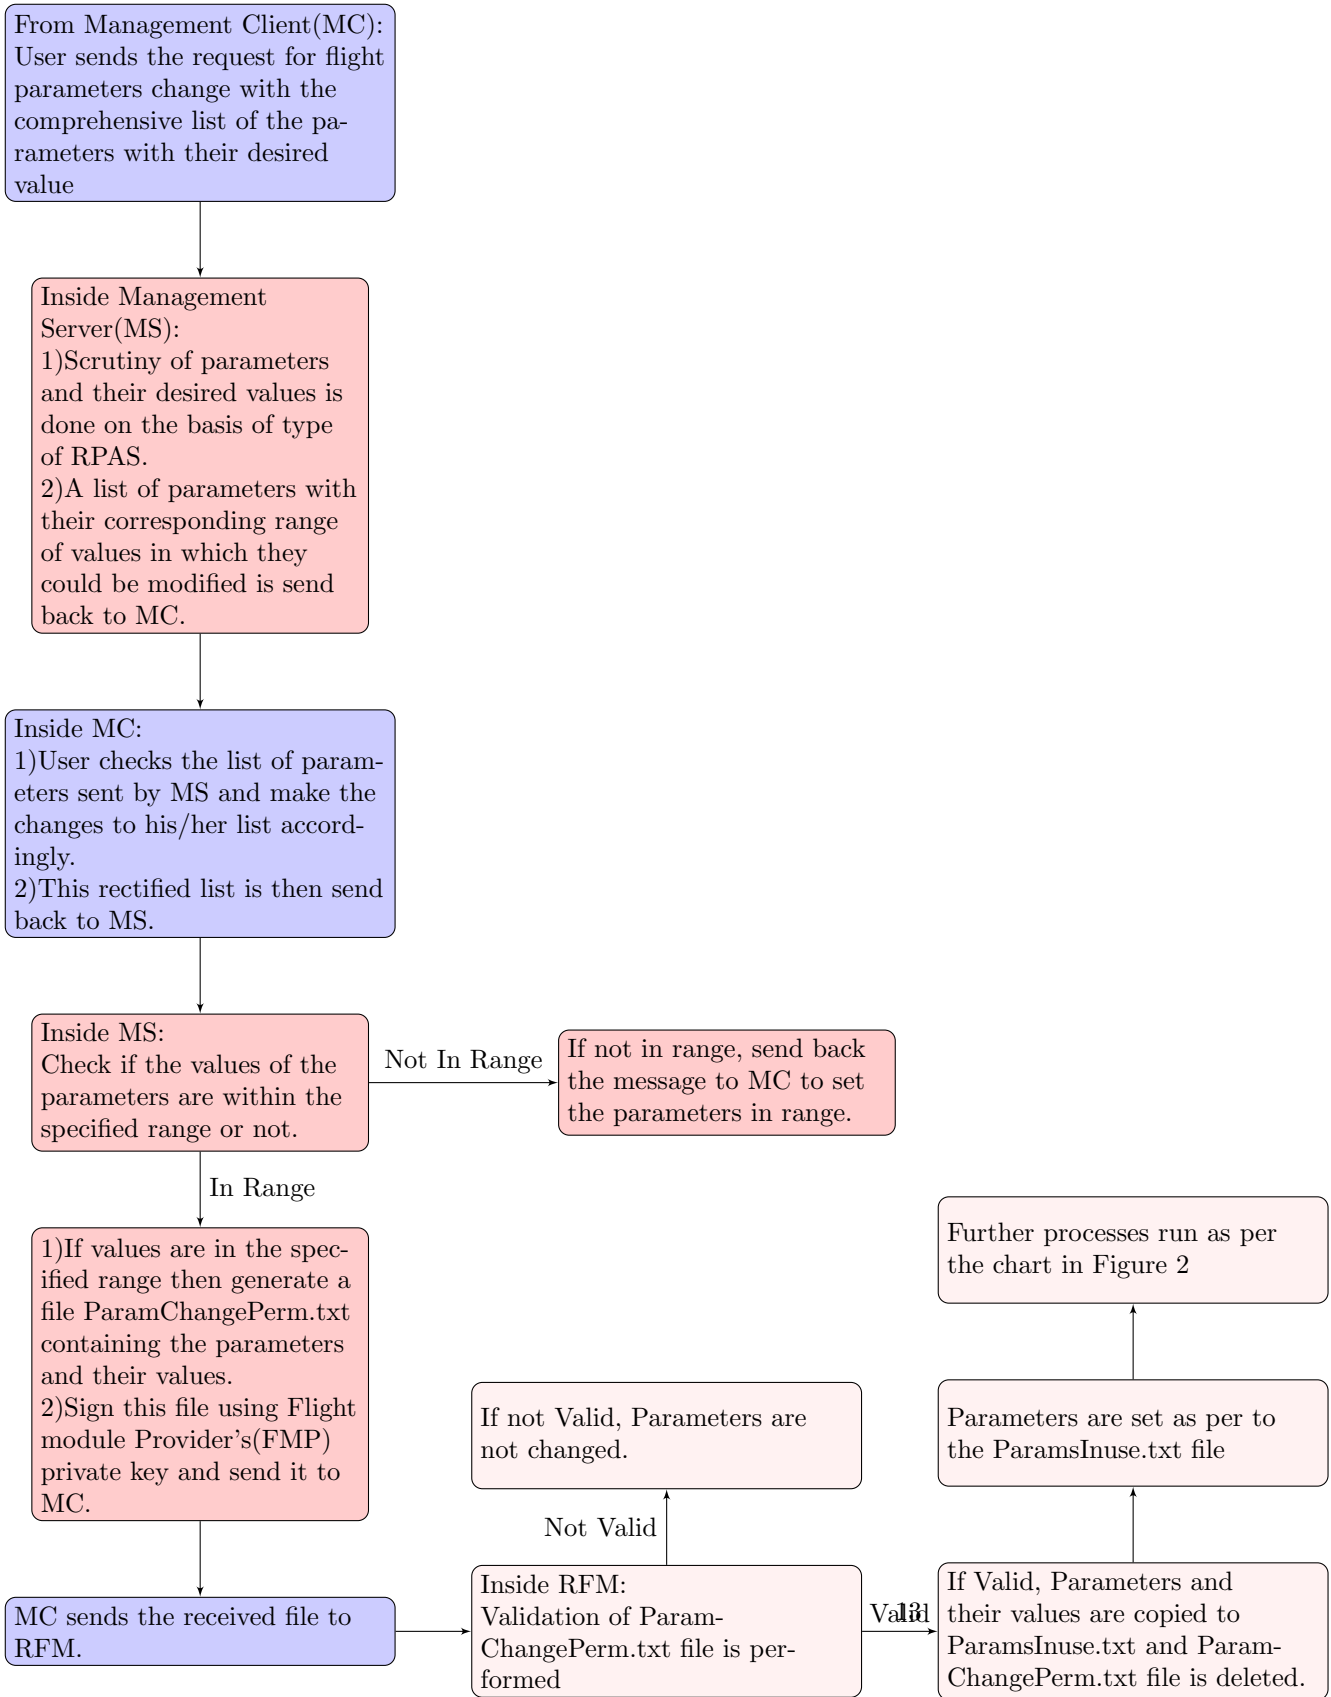 From Management Client(MC):
User sends the request for flight
parameters change with the
comprehensive list of the pa-
rameters with their desired
value
Inside Management
Server(MS):
1)Scrutiny of parameters
and their desired values is
done on the basis of type
of RPAS.
2)A list of parameters with
their corresponding range
of values in which they
could be modified is send
back to MC.
Inside MC:
1)User checks the list of param-
eters sent by MS and make the
changes to his/her list accord-
ingly.
2)This rectified list is then send
back to MS.
Inside MS:
Check if the values of the
parameters are within the
specified range or not.
Not In Range
If not in range, send back
the message to MC to set
the parameters in range.
In Range
1)If values are in the spec-
ified range then generate a
file ParamChangePerm.txt
containing the parameters
and their values.
2)Sign this file using Flight
module Provider's(FMP)
private key and send it to
MC.
MC sends the received file to
RFM.
Inside RFM:
Validation of Param-
ChangePerm.txt file is per-
formed
Not Valid
If not Valid, Parameters are
not changed.
Valid
13
If Valid, Parameters and
their values are copied to
ParamsInuse.txt and Param-
ChangePerm.txt file is deleted.
Parameters are set as per to
the ParamsInuse.txt file
Further processes run as per
the chart in Figure 2